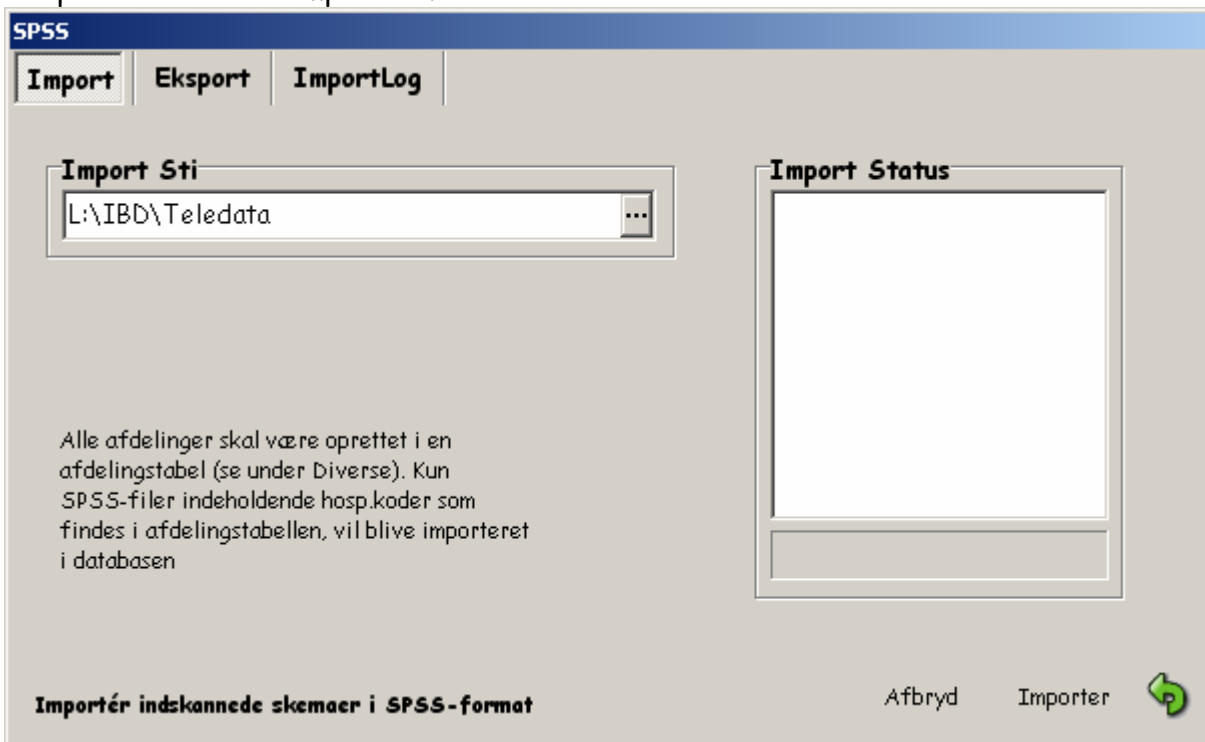 SPSS
Import Eksport ImportLog
Import Sti
L:\IBD\Teledata ...
Import Status
Alle afdelinger skal være oprettet i en
afdelingstabel (se under Diverse). Kun
SPSS-filer indeholdende hosp.koder som
findes i afdelingstabellen, vil blive importeret
i databasen
Importér indskannede skemaer i SPSS-format
Afbryd Importer